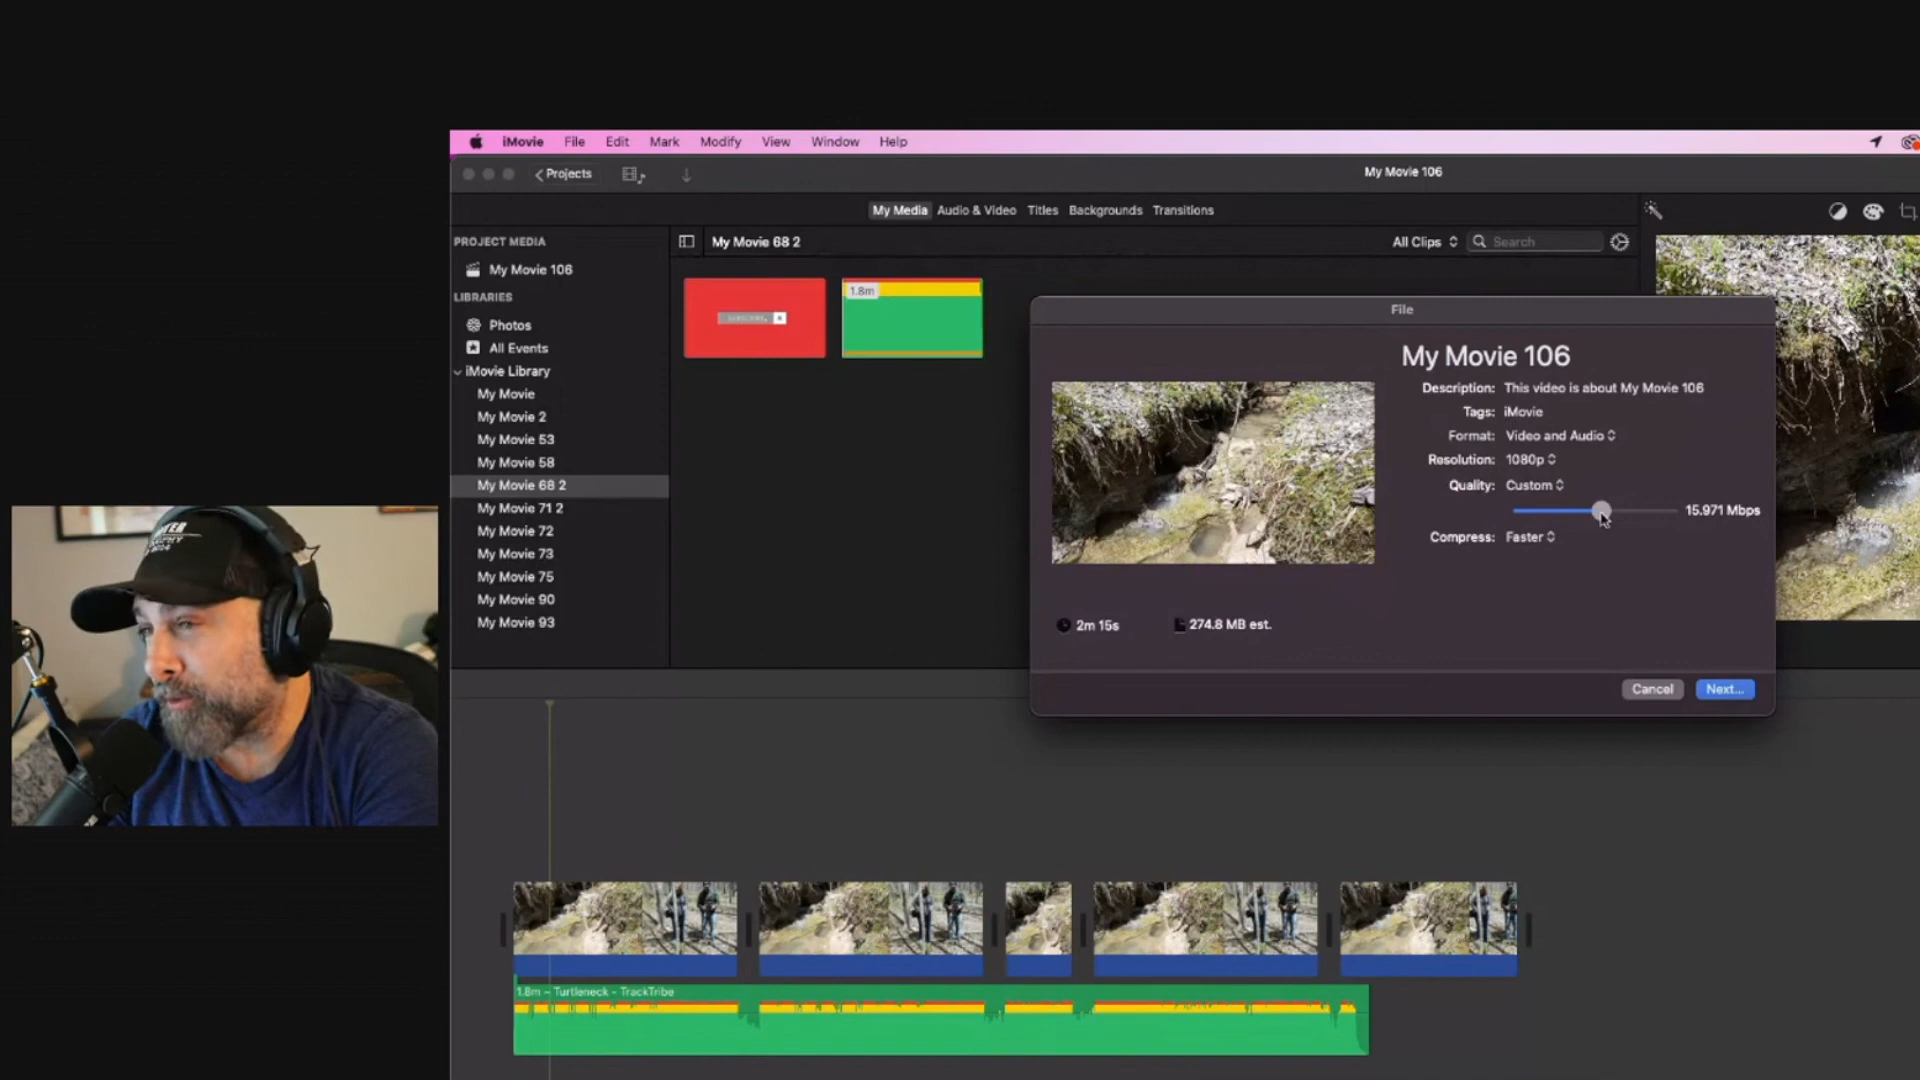 iMovie File Edit Mark Modify View Window Help
Projects
My Movie 106
My Media Audio & Video Titles Backgrounds Transitions
PROJECT MEDIA
My Movie 106
LIBRARIES
Photos
All Events
iMovie Library
My Movie
My Movie 2
My Movie 53
My Movie 58
My Movie 68 2
My Movie 71 2
My Movie 72
My Movie 73
My Movie 75
My Movie 90
My Movie 93
My Movie 68 2
All Clips
Search
1.8m
File
My Movie 106
Description: This video is about My Movie 106
Tags: iMovie
Format: Video and Audio
Resolution: 1080p
Quality: Custom
15.971 Mbps
Compress: Faster
2m 15s
274.8 MB est.
Cancel
Next...
1.8m – Turtleneck - TrackTribe